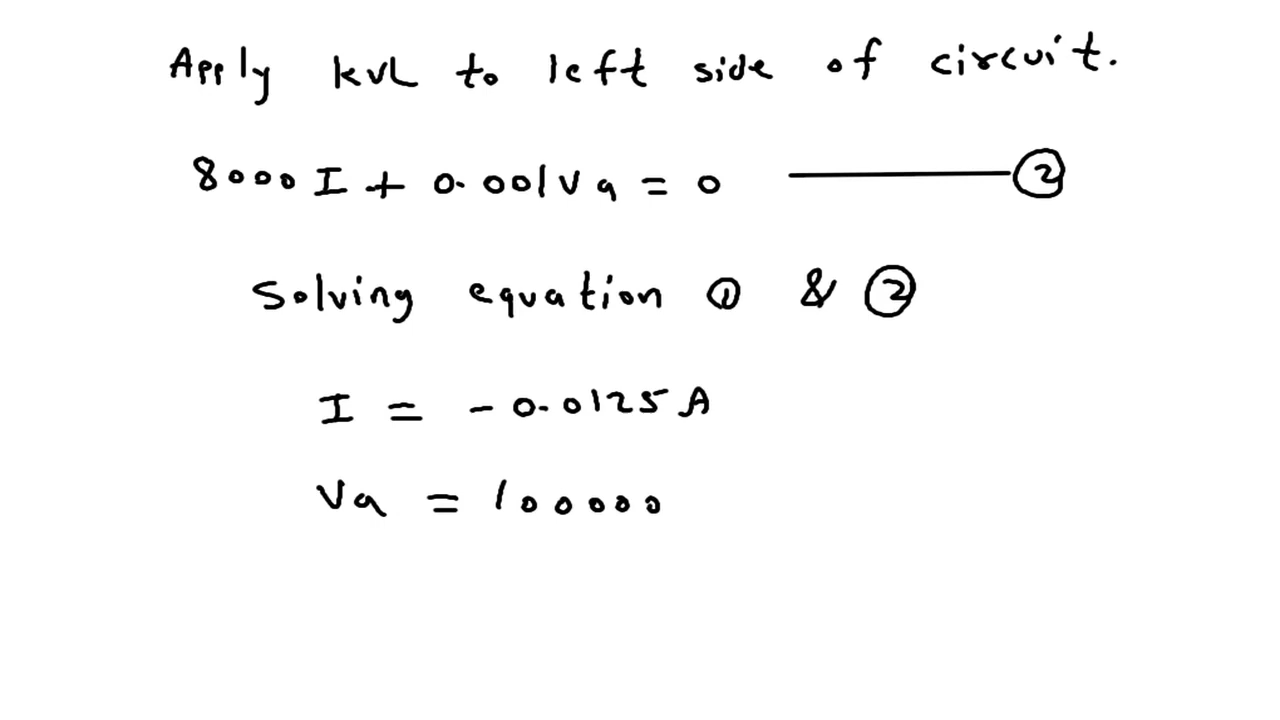 Apply kvL to left side of circuit.
8000 I + 0.001 Va = 0 ——— ②
Solving equation ① & ②
I = - 0.0125 A
Va = 100000